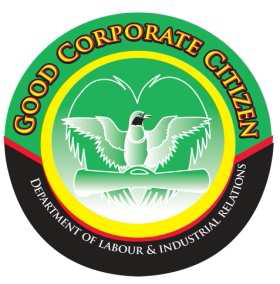 GOOD CORPORATE CITIZEN
DEPARTMENT OF LABOUR & INDUSTRIAL RELATIONS